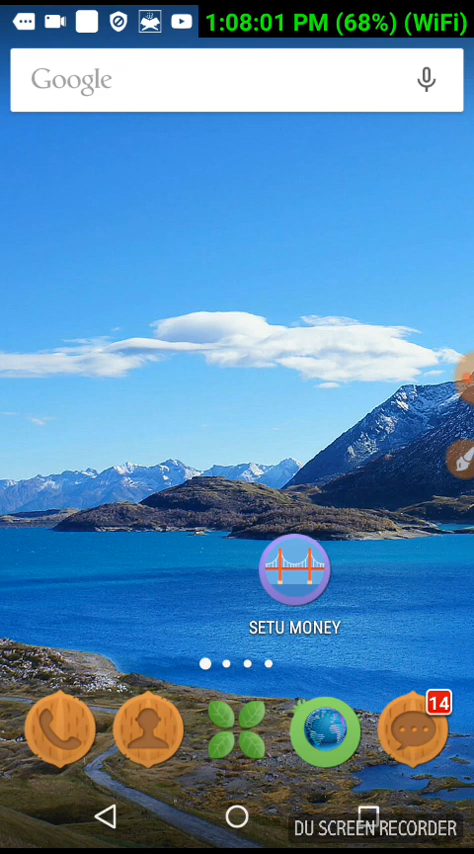 1:08:01 PM (68%) (WiFi)
Google
SETU MONEY
14
DU SCREEN RECORDER